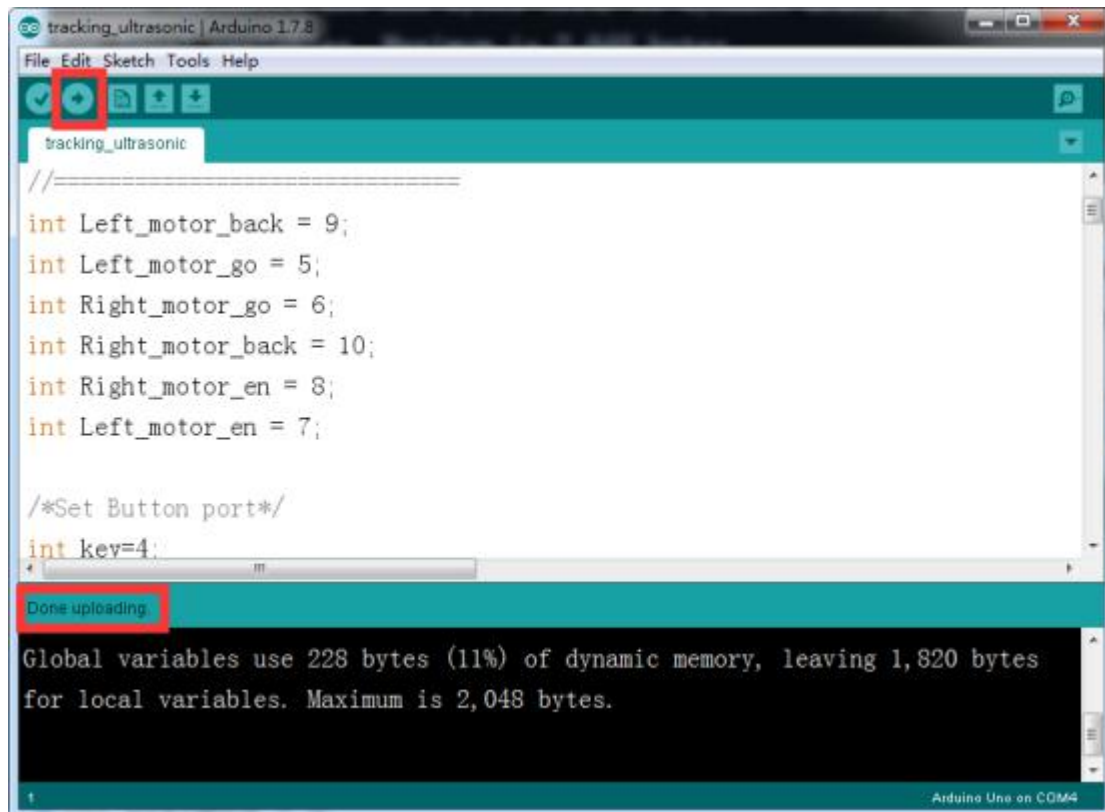 tracking_ultrasonic | Arduino 1.7.8
File Edit Sketch Tools Help
tracking_ultrasonic
//==============================
int Left_motor_back = 9;
int Left_motor_go = 5;
int Right_motor_go = 6;
int Right_motor_back = 10;
int Right_motor_en = 8;
int Left_motor_en = 7;
/*Set Button port*/
int key=4;
Done uploading.
Global variables use 228 bytes (11%) of dynamic memory, leaving 1,820 bytes
for local variables. Maximum is 2,048 bytes.
1
Arduino Uno on COM4